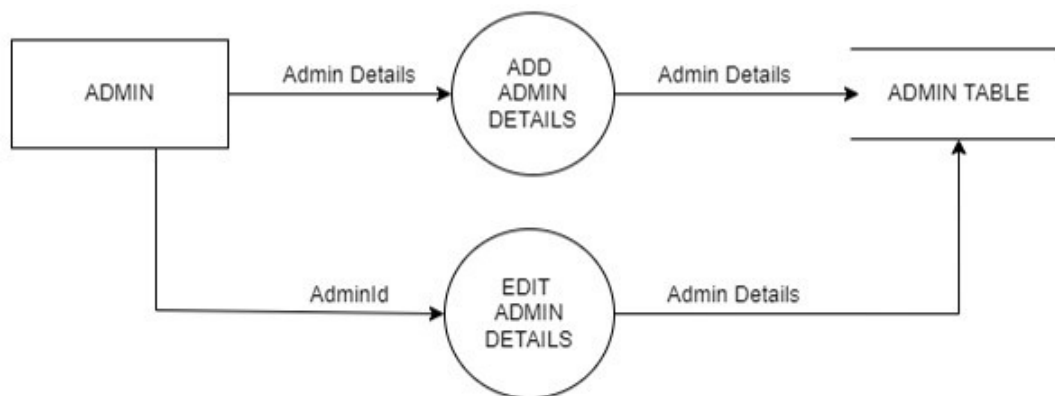 ADMIN
Admin Details
ADD
ADMIN
DETAILS
Admin Details
ADMIN TABLE
AdminId
EDIT
ADMIN
DETAILS
Admin Details